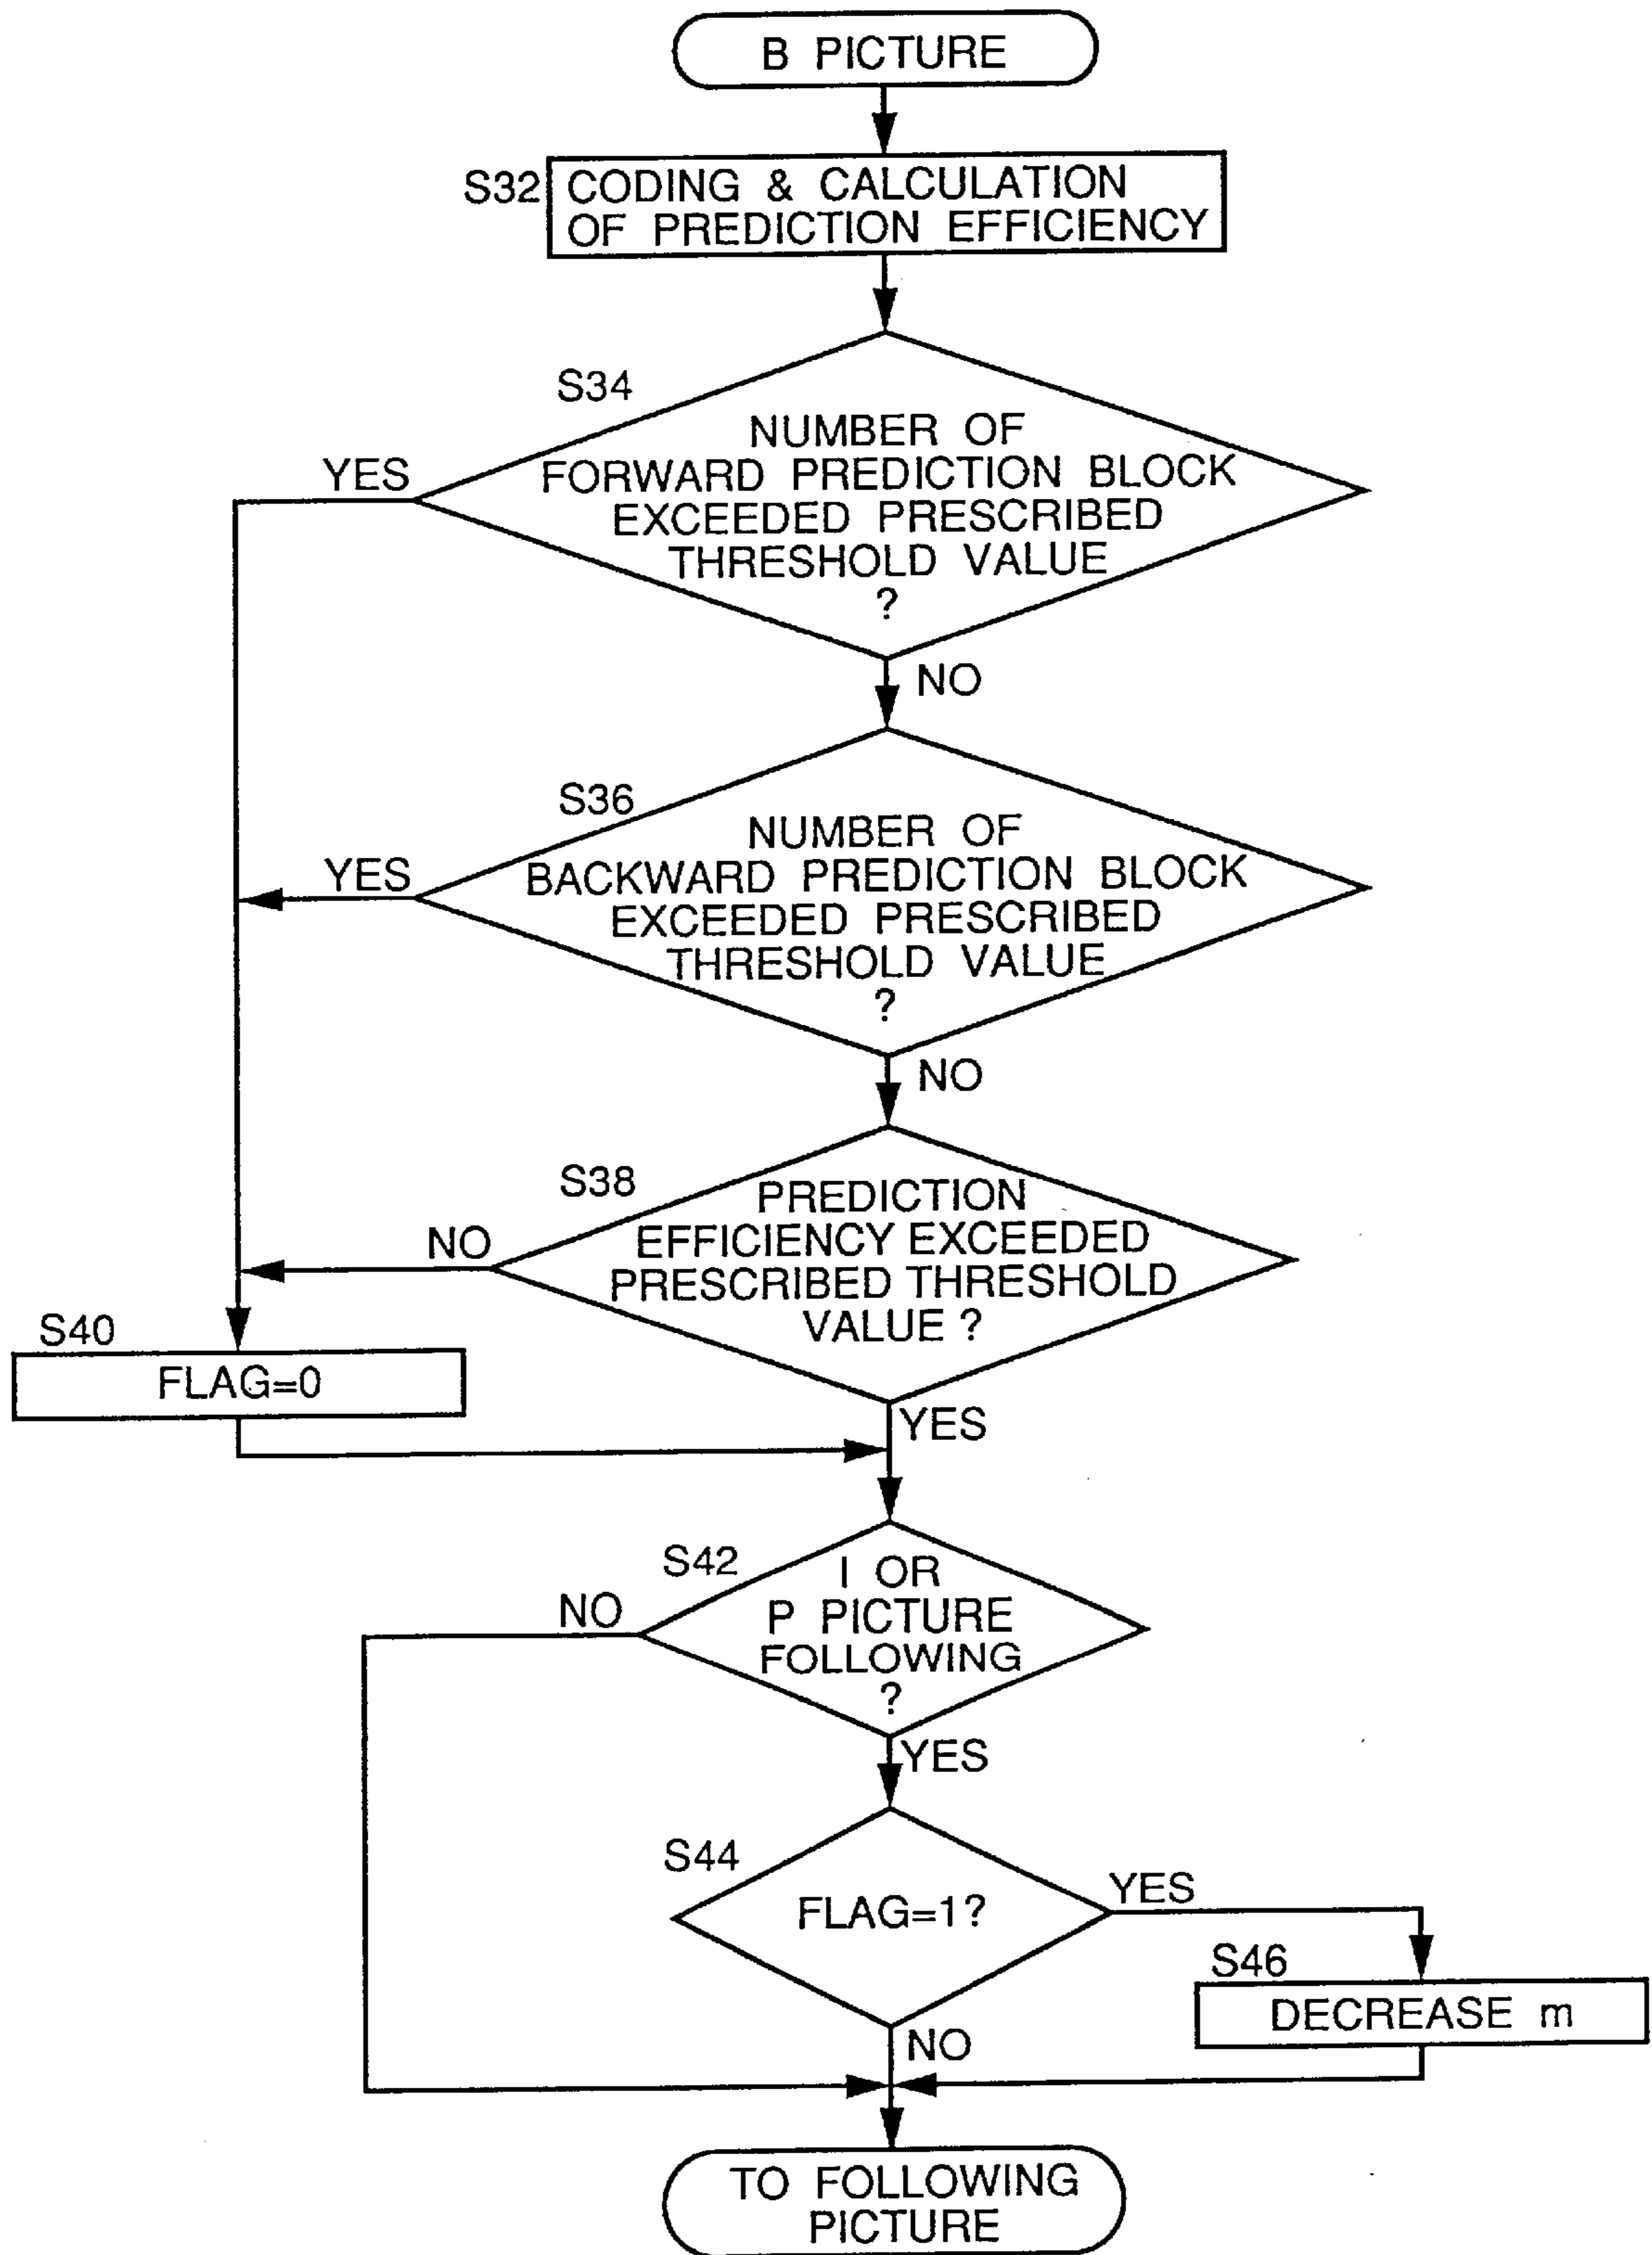 B PICTURE
S32
CODING & CALCULATION
OF PREDICTION EFFICIENCY
S34
NUMBER OF
FORWARD PREDICTION BLOCK
EXCEEDED PRESCRIBED
THRESHOLD VALUE
?
YES
NO
S36
NUMBER OF
BACKWARD PREDICTION BLOCK
EXCEEDED PRESCRIBED
THRESHOLD VALUE
?
YES
NO
S38
PREDICTION
EFFICIENCY EXCEEDED
PRESCRIBED THRESHOLD
VALUE ?
NO
YES
S40
FLAG=0
S42
I OR
P PICTURE
FOLLOWING
?
NO
YES
S44
FLAG=1?
YES
NO
S46
DECREASE m
TO FOLLOWING
PICTURE